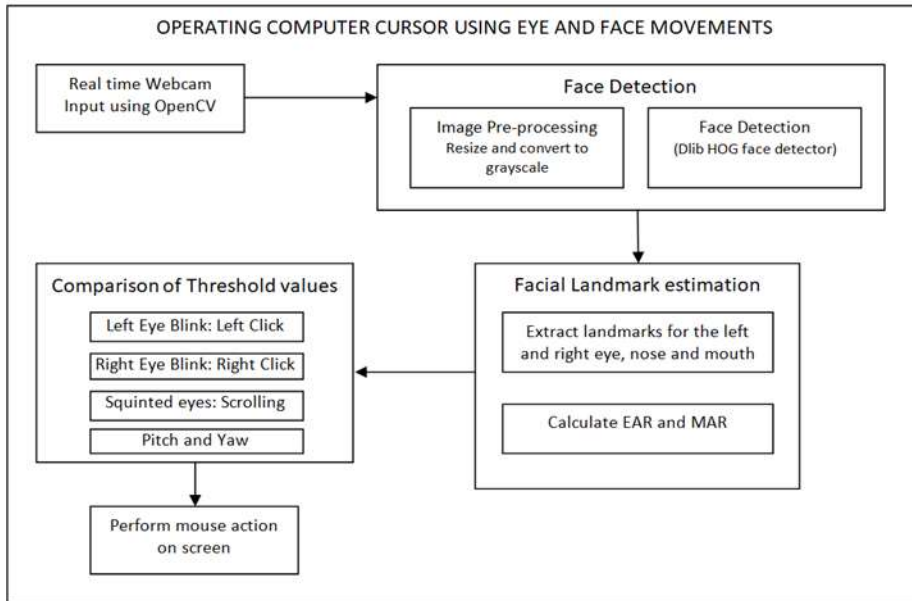 OPERATING COMPUTER CURSOR USING EYE AND FACE MOVEMENTS
Real time Webcam
Input using OpenCV
Face Detection
Image Pre-processing
Resize and convert to
grayscale
Face Detection
(Dlib HOG face detector)
Facial Landmark estimation
Extract landmarks for the left
and right eye, nose and mouth
Calculate EAR and MAR
Comparison of Threshold values
Left Eye Blink: Left Click
Right Eye Blink: Right Click
Squinted eyes: Scrolling
Pitch and Yaw
Perform mouse action
on screen